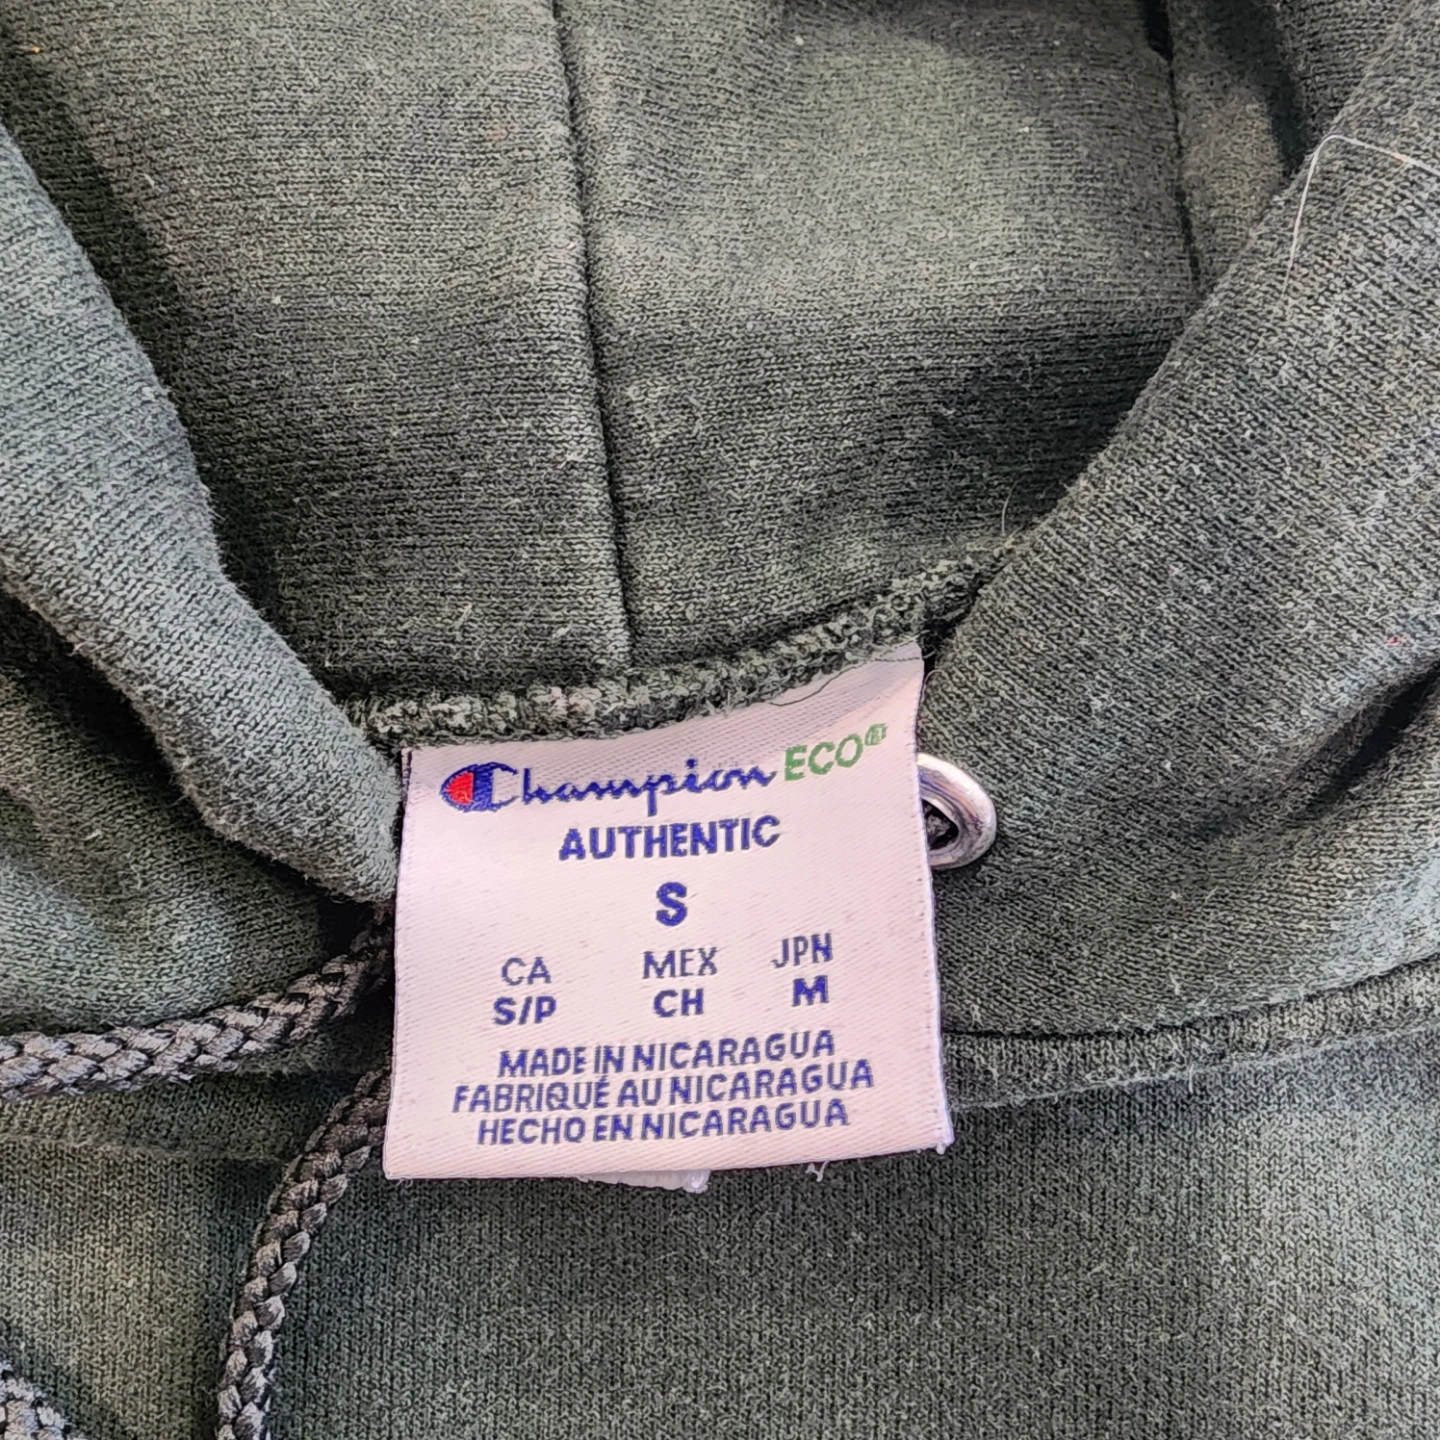 Champion ECO®
AUTHENTIC
S
CA MEX JPN
S/P CH M
MADE IN NICARAGUA
FABRIQUÉ AU NICARAGUA
HECHO EN NICARAGUA